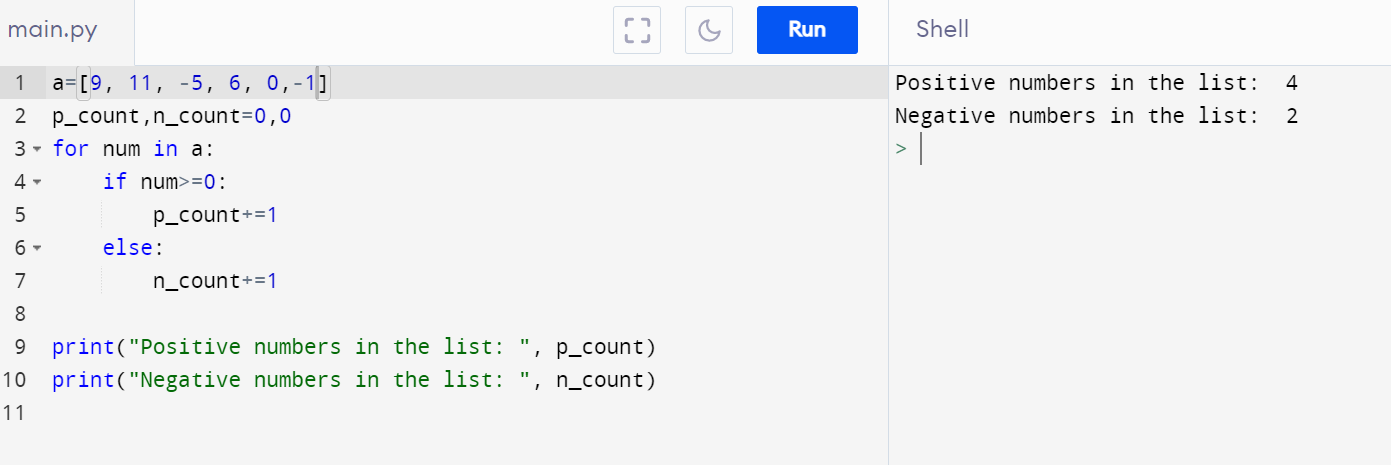 main.py
Run
Shell
1 a=[9, 11, -5, 6, 0,-1]
2 p_count,n_count=0,0
3 for num in a:
4     if num>=0:
5         p_count+=1
6     else:
7         n_count+=1
8
9 print("Positive numbers in the list: ", p_count)
10 print("Negative numbers in the list: ", n_count)
11
Positive numbers in the list:  4
Negative numbers in the list:  2
>